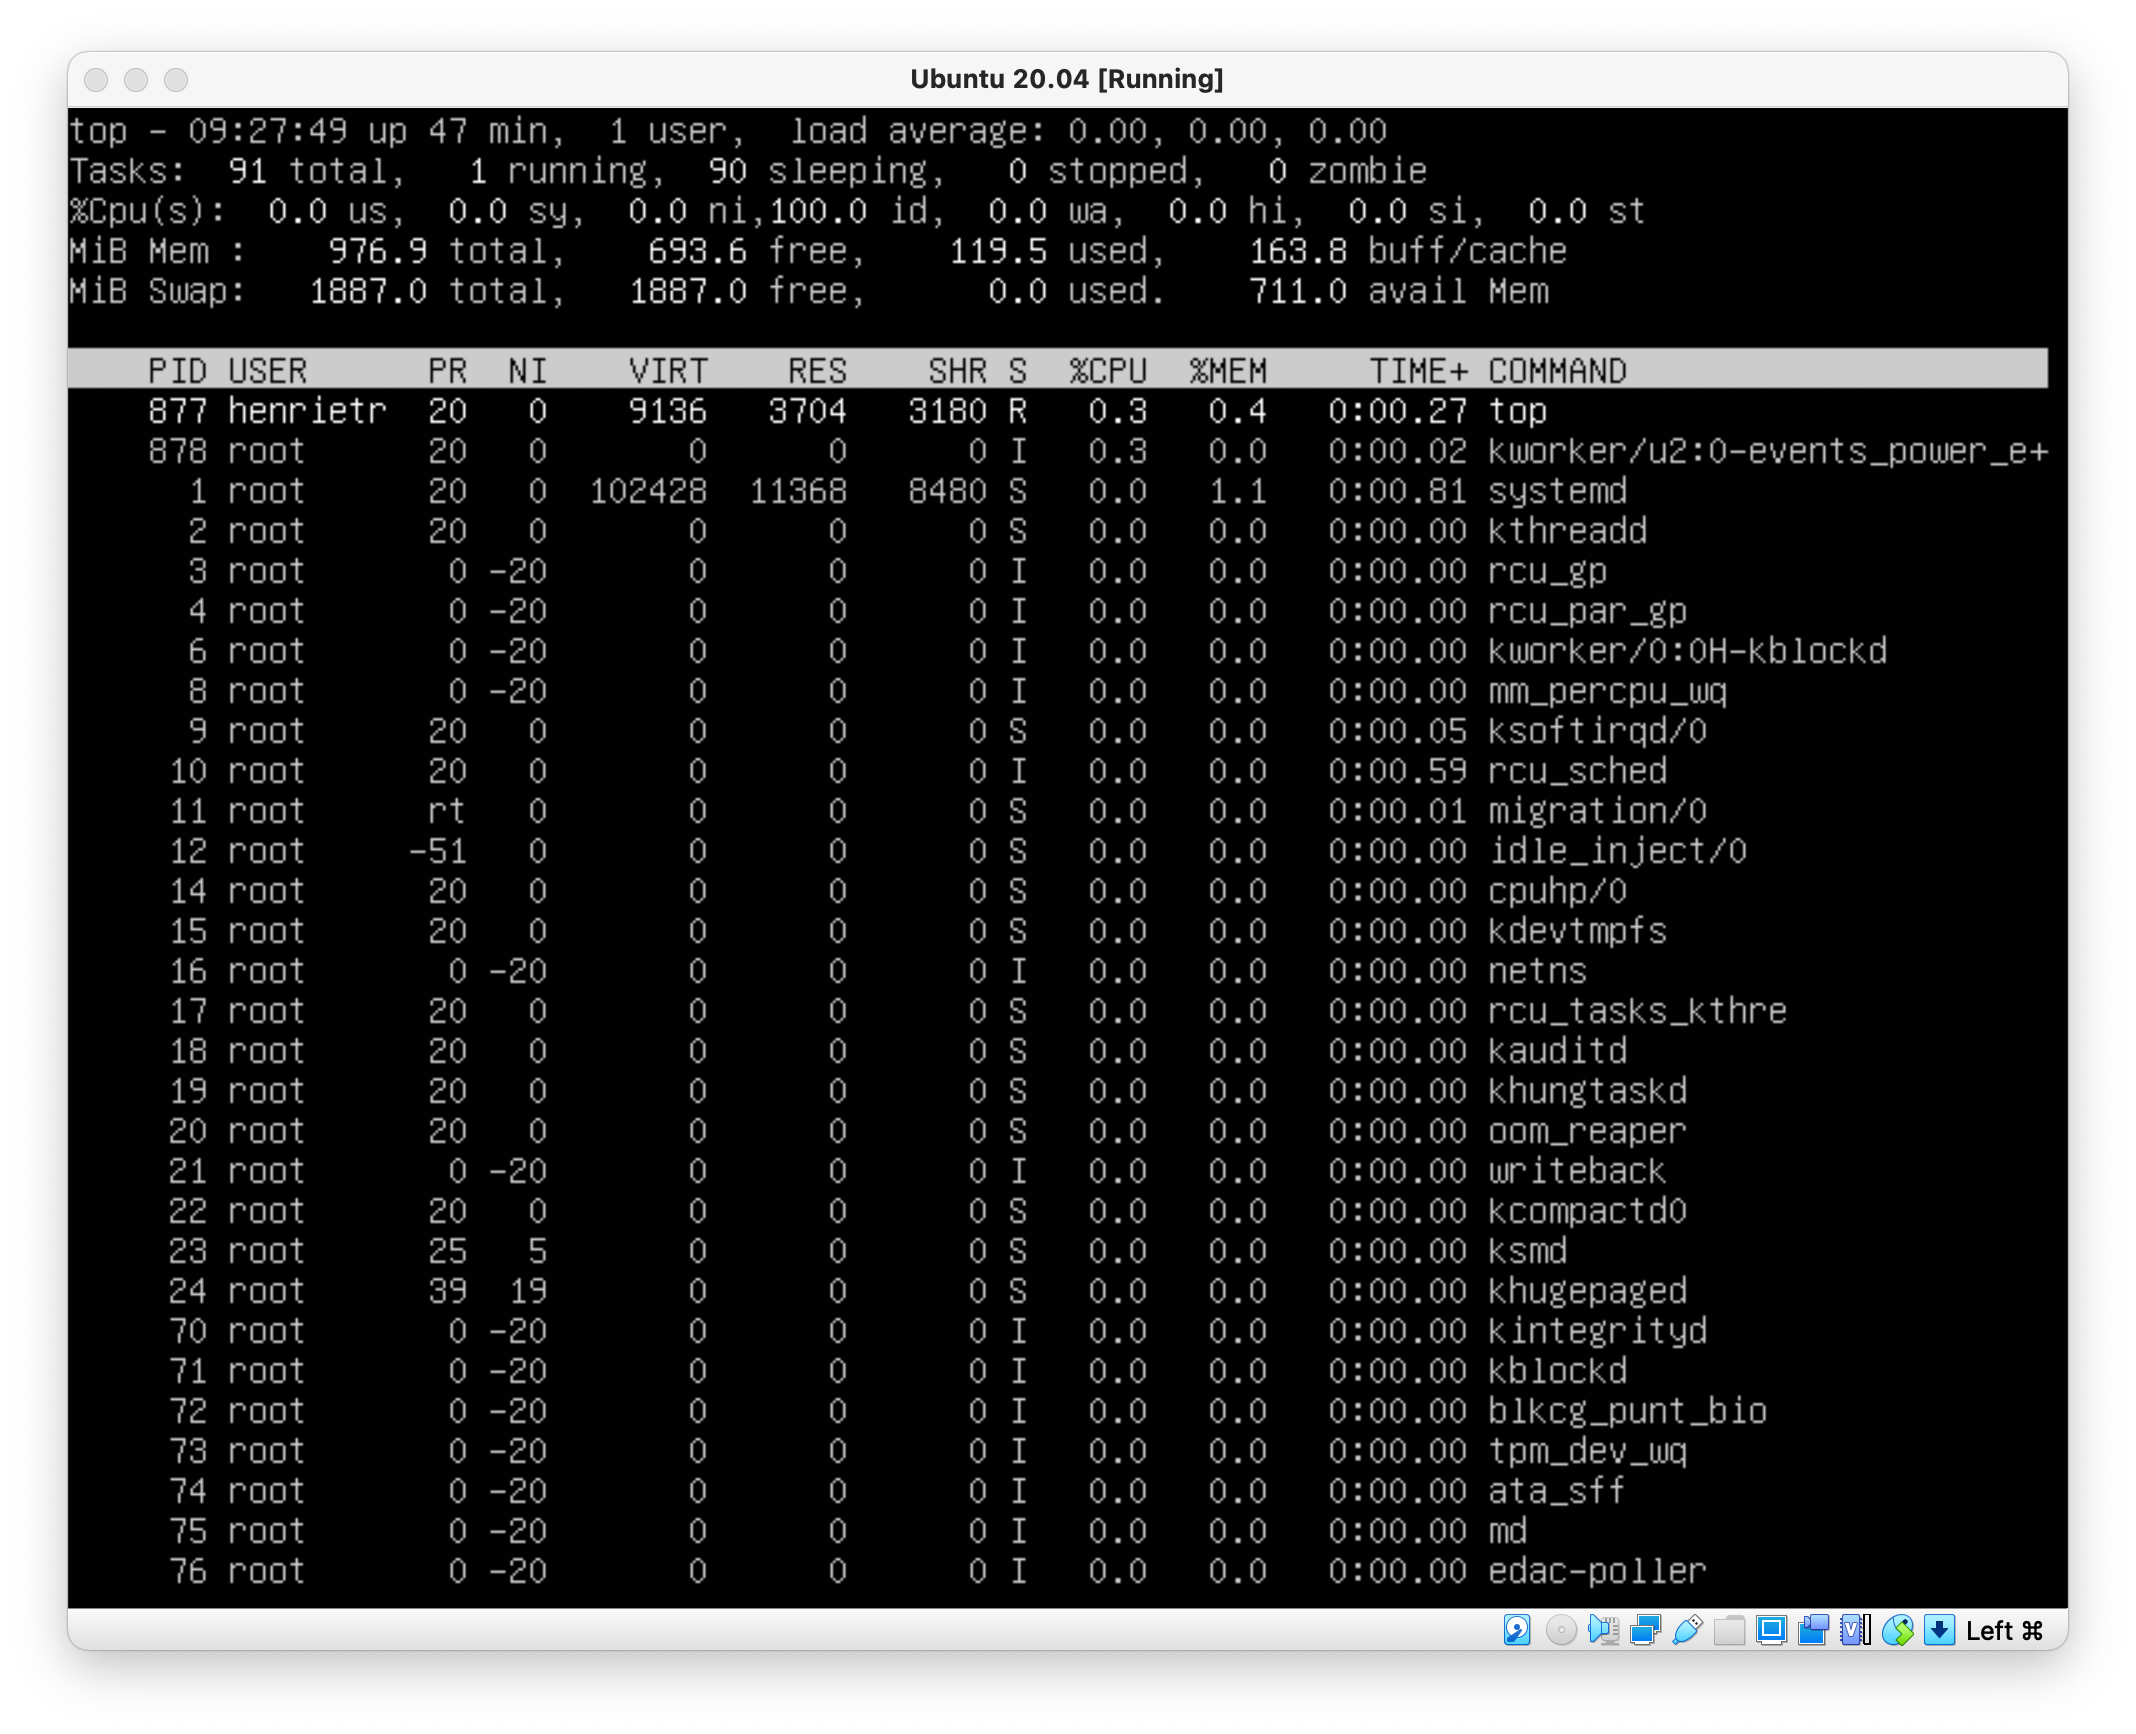 Ubuntu 20.04 [Running]
top - 09:27:49 up 47 min,  1 user,  load average: 0.00, 0.00, 0.00
Tasks:  91 total,   1 running,  90 sleeping,   0 stopped,   0 zombie
%Cpu(s):  0.0 us,  0.0 sy,  0.0 ni,100.0 id,  0.0 wa,  0.0 hi,  0.0 si,  0.0 st
MiB Mem :    976.9 total,    693.6 free,    119.5 used,    163.8 buff/cache
MiB Swap:   1887.0 total,   1887.0 free,      0.0 used.    711.0 avail Mem
PID USER      PR  NI    VIRT    RES    SHR S  %CPU  %MEM     TIME+ COMMAND
877 henrietr  20   0    9136   3704   3180 R   0.3   0.4   0:00.27 top
878 root      20   0       0      0      0 I   0.3   0.0   0:00.02 kworker/u2:0-events_power_e+
1 root      20   0  102428  11368   8480 S   0.0   1.1   0:00.81 systemd
2 root      20   0       0      0      0 S   0.0   0.0   0:00.00 kthreadd
3 root       0 -20       0      0      0 I   0.0   0.0   0:00.00 rcu_gp
4 root       0 -20       0      0      0 I   0.0   0.0   0:00.00 rcu_par_gp
6 root       0 -20       0      0      0 I   0.0   0.0   0:00.00 kworker/0:0H-kblockd
8 root       0 -20       0      0      0 I   0.0   0.0   0:00.00 mm_percpu_wq
9 root      20   0       0      0      0 S   0.0   0.0   0:00.05 ksoftirqd/0
10 root      20   0       0      0      0 I   0.0   0.0   0:00.59 rcu_sched
11 root      rt   0       0      0      0 S   0.0   0.0   0:00.01 migration/0
12 root     -51   0       0      0      0 S   0.0   0.0   0:00.00 idle_inject/0
14 root      20   0       0      0      0 S   0.0   0.0   0:00.00 cpuhp/0
15 root      20   0       0      0      0 S   0.0   0.0   0:00.00 kdevtmpfs
16 root       0 -20       0      0      0 I   0.0   0.0   0:00.00 netns
17 root      20   0       0      0      0 S   0.0   0.0   0:00.00 rcu_tasks_kthre
18 root      20   0       0      0      0 S   0.0   0.0   0:00.00 kauditd
19 root      20   0       0      0      0 S   0.0   0.0   0:00.00 khungtaskd
20 root      20   0       0      0      0 S   0.0   0.0   0:00.00 oom_reaper
21 root       0 -20       0      0      0 I   0.0   0.0   0:00.00 writeback
22 root      20   0       0      0      0 S   0.0   0.0   0:00.00 kcompactd0
23 root      25   5       0      0      0 S   0.0   0.0   0:00.00 ksmd
24 root      39  19       0      0      0 S   0.0   0.0   0:00.00 khugepaged
70 root       0 -20       0      0      0 I   0.0   0.0   0:00.00 kintegrityd
71 root       0 -20       0      0      0 I   0.0   0.0   0:00.00 kblockd
72 root       0 -20       0      0      0 I   0.0   0.0   0:00.00 blkcg_punt_bio
73 root       0 -20       0      0      0 I   0.0   0.0   0:00.00 tpm_dev_wq
74 root       0 -20       0      0      0 I   0.0   0.0   0:00.00 ata_sff
75 root       0 -20       0      0      0 I   0.0   0.0   0:00.00 md
76 root       0 -20       0      0      0 I   0.0   0.0   0:00.00 edac-poller
Left ⌘